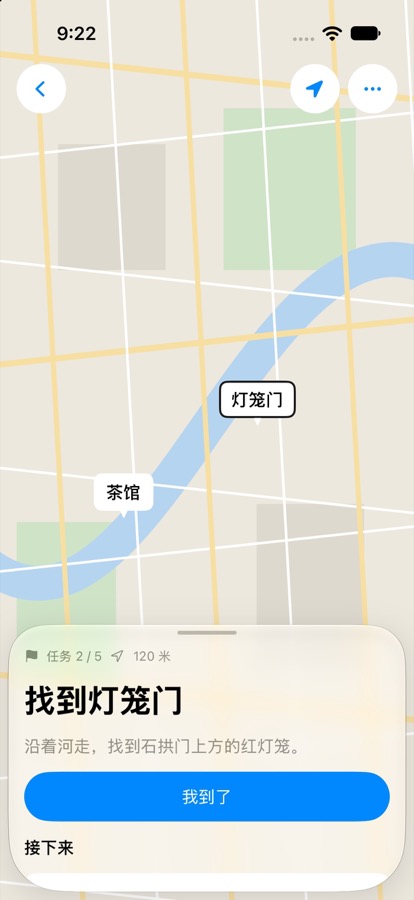 9:22
灯笼门
茶馆
任务 2 / 5 120 米
找到灯笼门
沿着河走，找到石拱门上方的红灯笼。
我到了
接下来